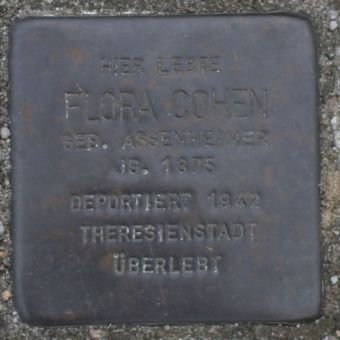 HIER LEBTE
FLORA COHEN
GEB. ASSENHEIMER
JG. 1875
DEPORTIERT 1942
THERESIENSTADT
ÜBERLEBT